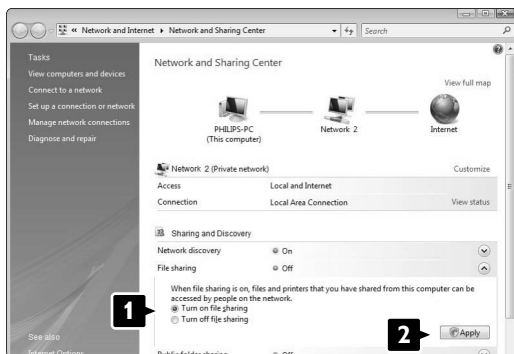 « Network and Internet ▸ Network and Sharing Center
Search
Tasks
View computers and devices
Connect to a network
Set up a connection or network
Manage network connections
Diagnose and repair
See also
Internet Options
Network and Sharing Center
View full map
PHILIPS-PC
(This computer)
Network 2
Internet
Network 2 (Private network)
Customize
Access Local and Internet
Connection Local Area Connection View status
Sharing and Discovery
Network discovery On
File sharing Off
When file sharing is on, files and printers that you have shared from this computer can be
accessed by people on the network.
Turn on file sharing
Turn off file sharing
1
2
Apply
Public folder sharing Off